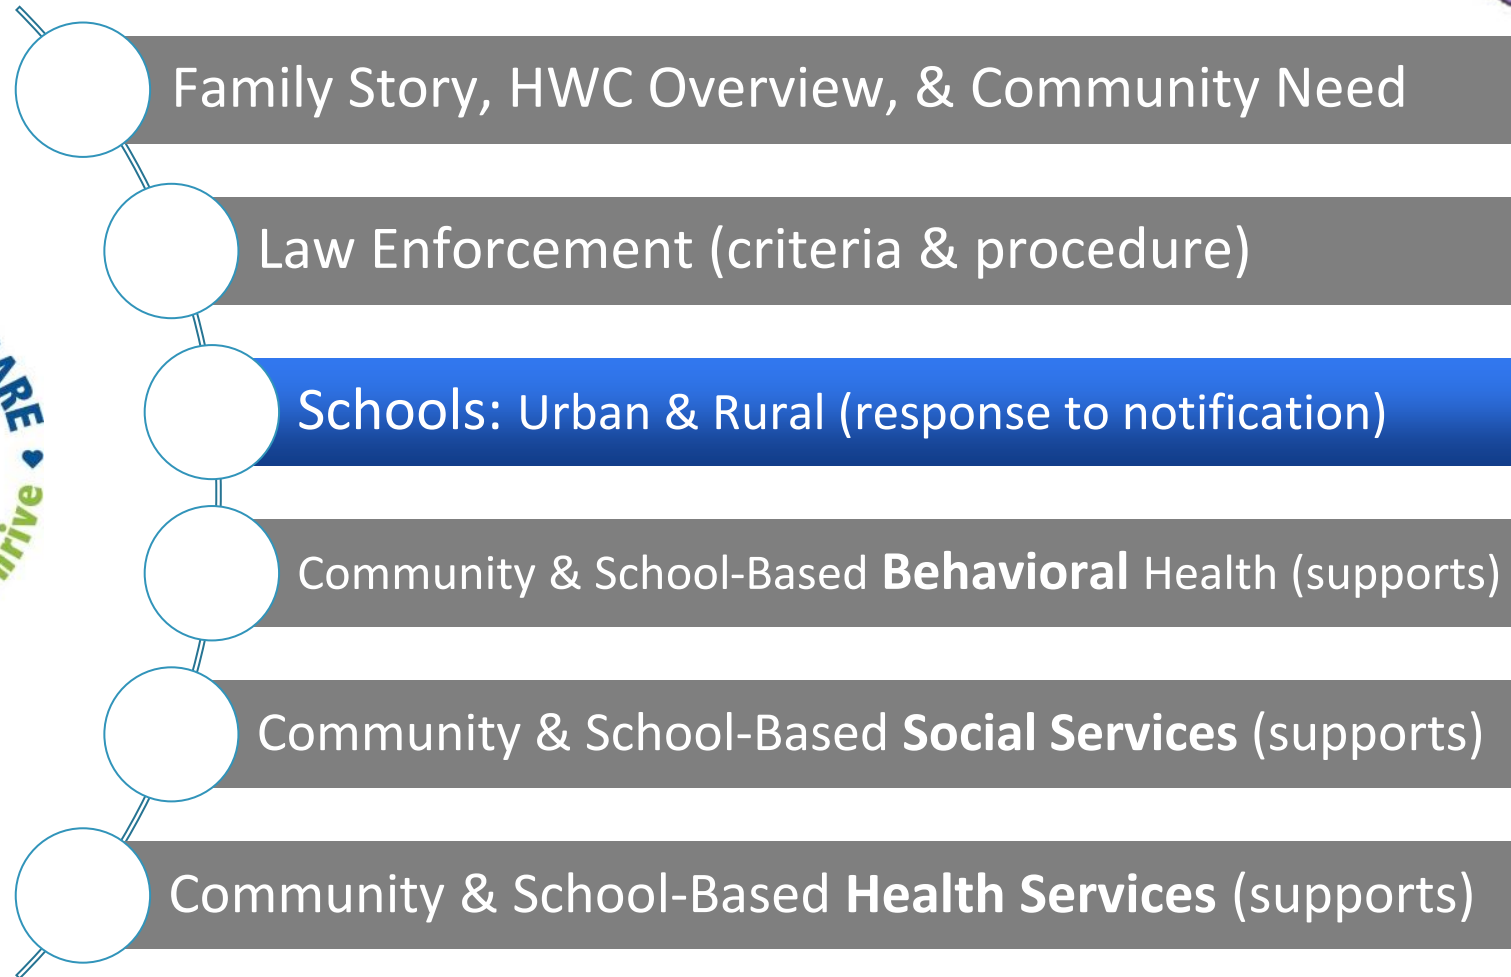 Family Story, HWC Overview, & Community Need
Law Enforcement (criteria & procedure)
Schools: Urban & Rural (response to notification)
Community & School-Based Behavioral Health (supports)
Community & School-Based Social Services (supports)
Community & School-Based Health Services (supports)